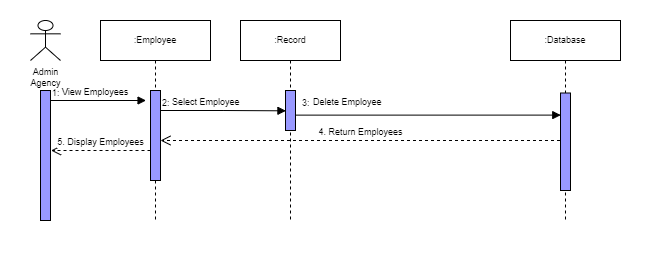 :Employee
:Record
:Database
Admin
Agency
1: View Employees
2: Select Employee
3: Delete Employee
4. Return Employees
5. Display Employees